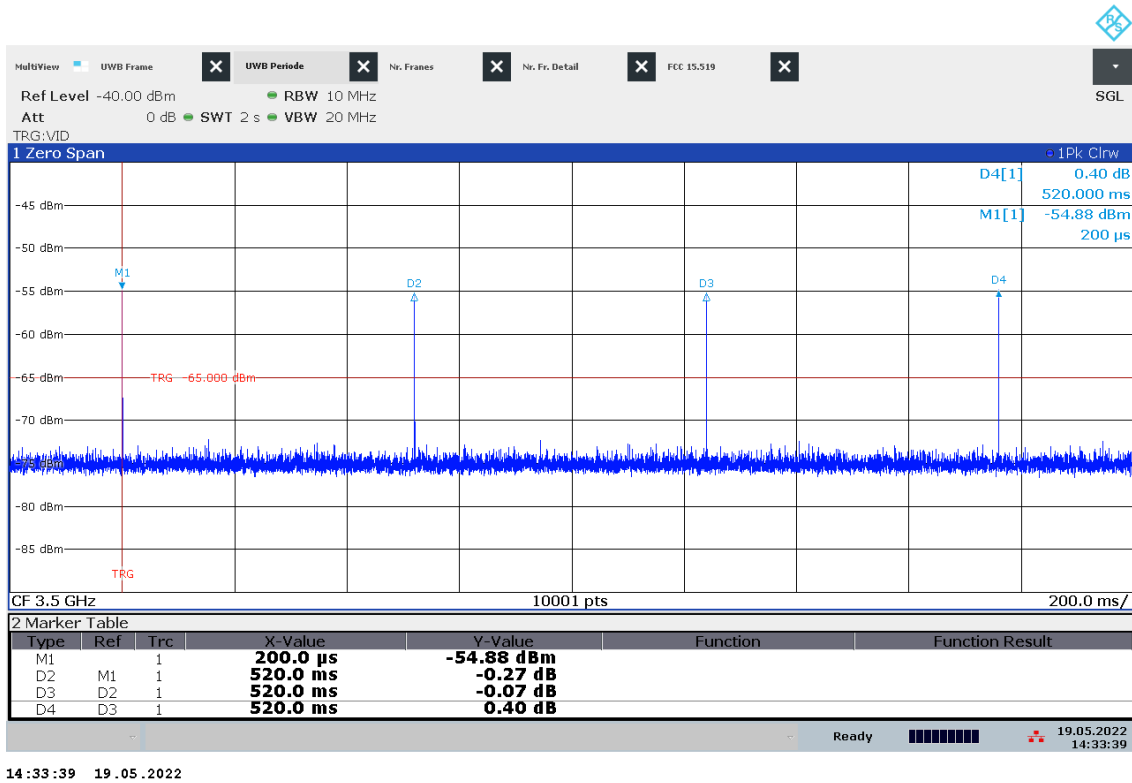 R S
MultiView UWB Frame UWB Periode Nr. Franes Nr. Fr. Detail FCC 15.519
Ref Level -40.00 dBm RBW 10 MHz SGL
Att 0 dB SWT 2 s VBW 20 MHz
TRG:VID
1 Zero Span 1Pk Clrw
D4[1] 0.40 dB
520.000 ms
-45 dBm
M1[1] -54.88 dBm
200 µs
-50 dBm
M1
D2 D3 D4
-55 dBm
-60 dBm
-65 dBm TRG -65.000 dBm
-70 dBm
-75 dBm
-80 dBm
-85 dBm
TRG
CF 3.5 GHz 10001 pts 200.0 ms/
2 Marker Table
Type Ref Trc X-Value Y-Value Function Function Result
M1 1 200.0 µs -54.88 dBm
D2 M1 1 520.0 ms -0.27 dB
D3 D2 1 520.0 ms -0.07 dB
D4 D3 1 520.0 ms 0.40 dB
Ready 19.05.2022
14:33:39
14:33:39 19.05.2022